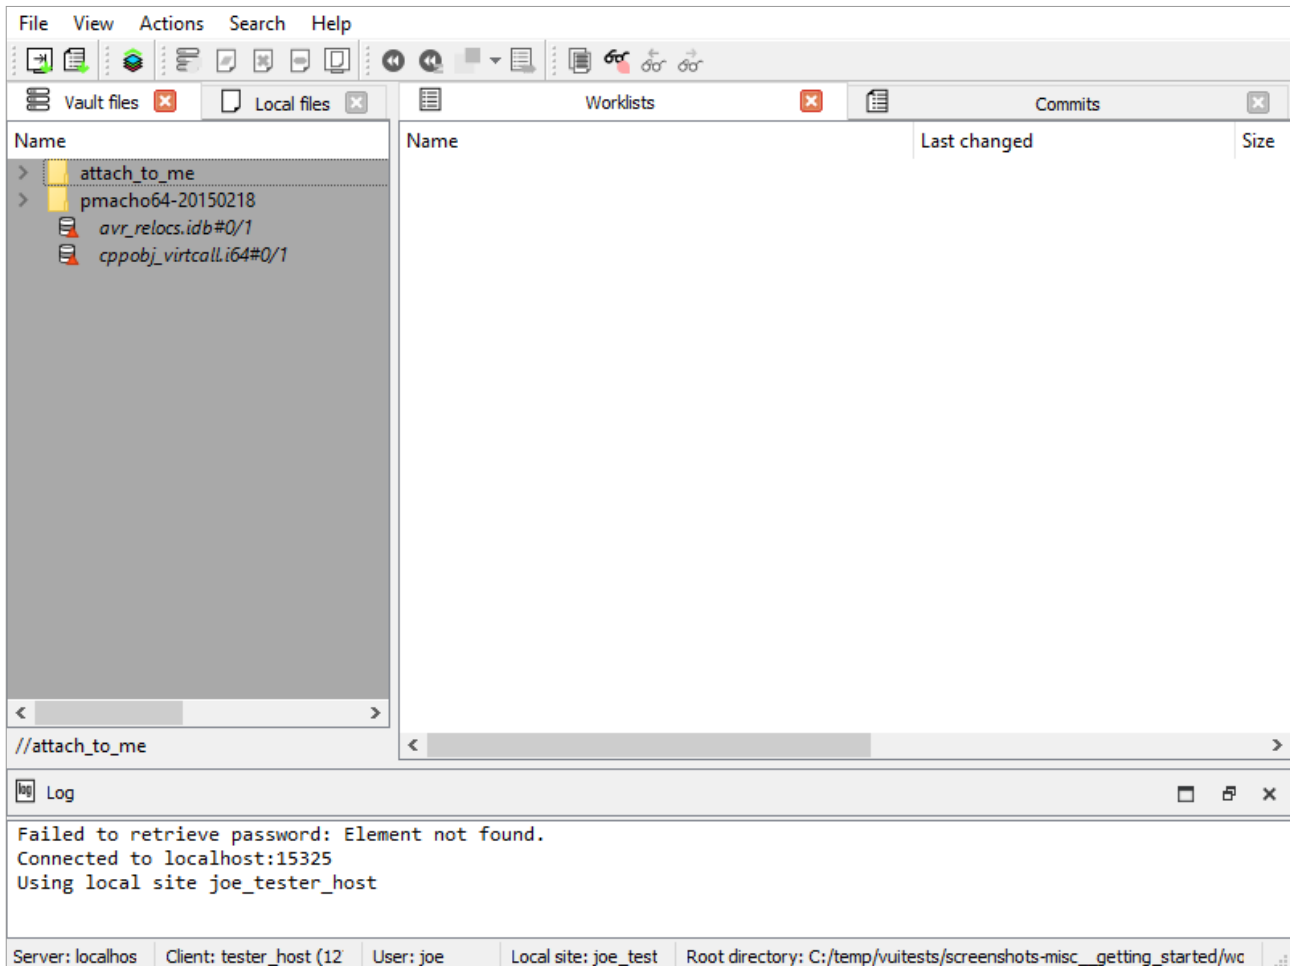 File View Actions Search Help
Vault files Local files Worklists Commits
Name Name Last changed Size
attach_to_me
pmacho64-20150218
avr_relocs.idb#0/1
cppobj_virtcall.i64#0/1
//attach_to_me
log Log
Failed to retrieve password: Element not found.
Connected to localhost:15325
Using local site joe_tester_host
Server: localhos Client: tester_host (12 User: joe Local site: joe_test Root directory: C:/temp/vuitests/screenshots-misc__getting_started/wo